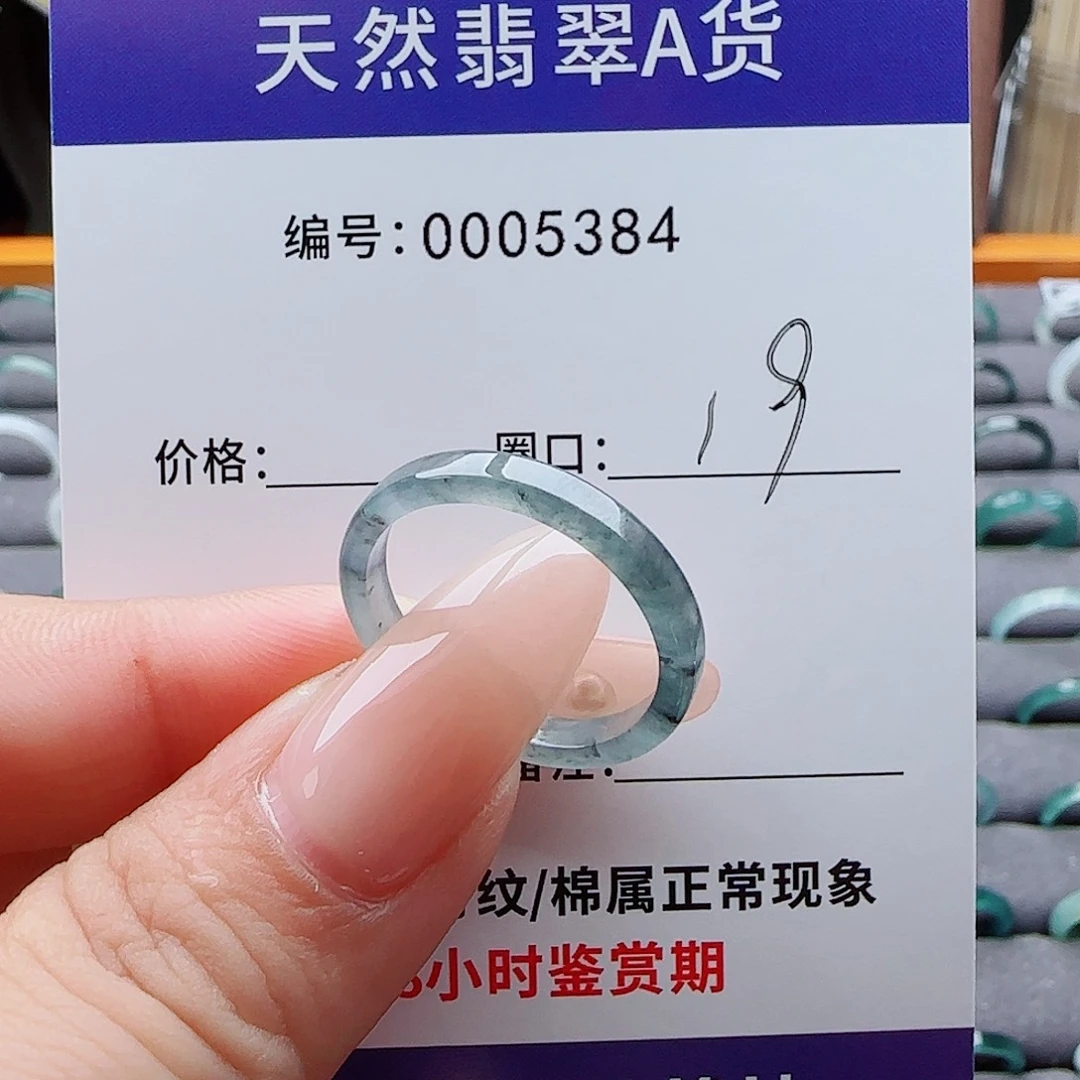 天然翡翠A货
编号:0005384
价格: 圈口: 19
纹/棉属正常现象
小时鉴赏期